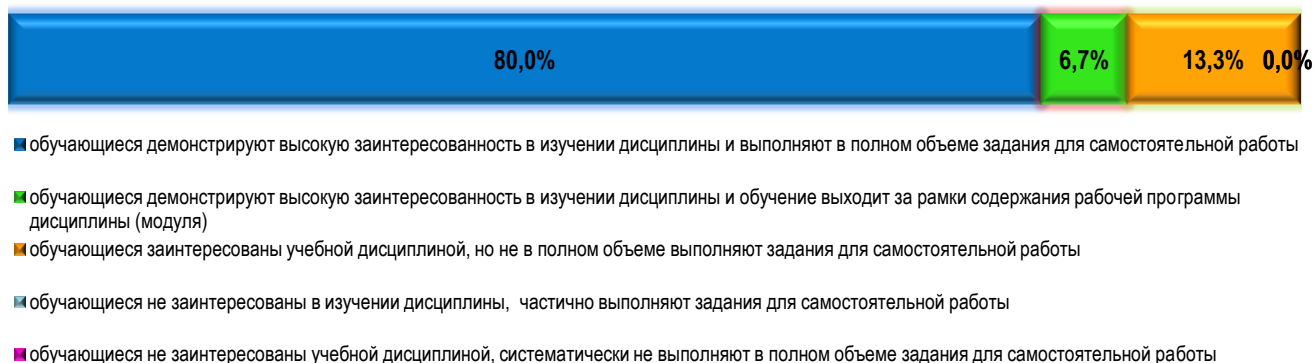 80,0% 6,7% 13,3% 0,0%
обучающиеся демонстрируют высокую заинтересованность в изучении дисциплины и выполняют в полном объеме задания для самостоятельной работы
обучающиеся демонстрируют высокую заинтересованность в изучении дисциплины и обучение выходит за рамки содержания рабочей программы
дисциплины (модуля)
обучающиеся заинтересованы учебной дисциплиной, но не в полном объеме выполняют задания для самостоятельной работы
обучающиеся не заинтересованы в изучении дисциплины, частично выполняют задания для самостоятельной работы
обучающиеся не заинтересованы учебной дисциплиной, систематически не выполняют в полном объеме задания для самостоятельной работы